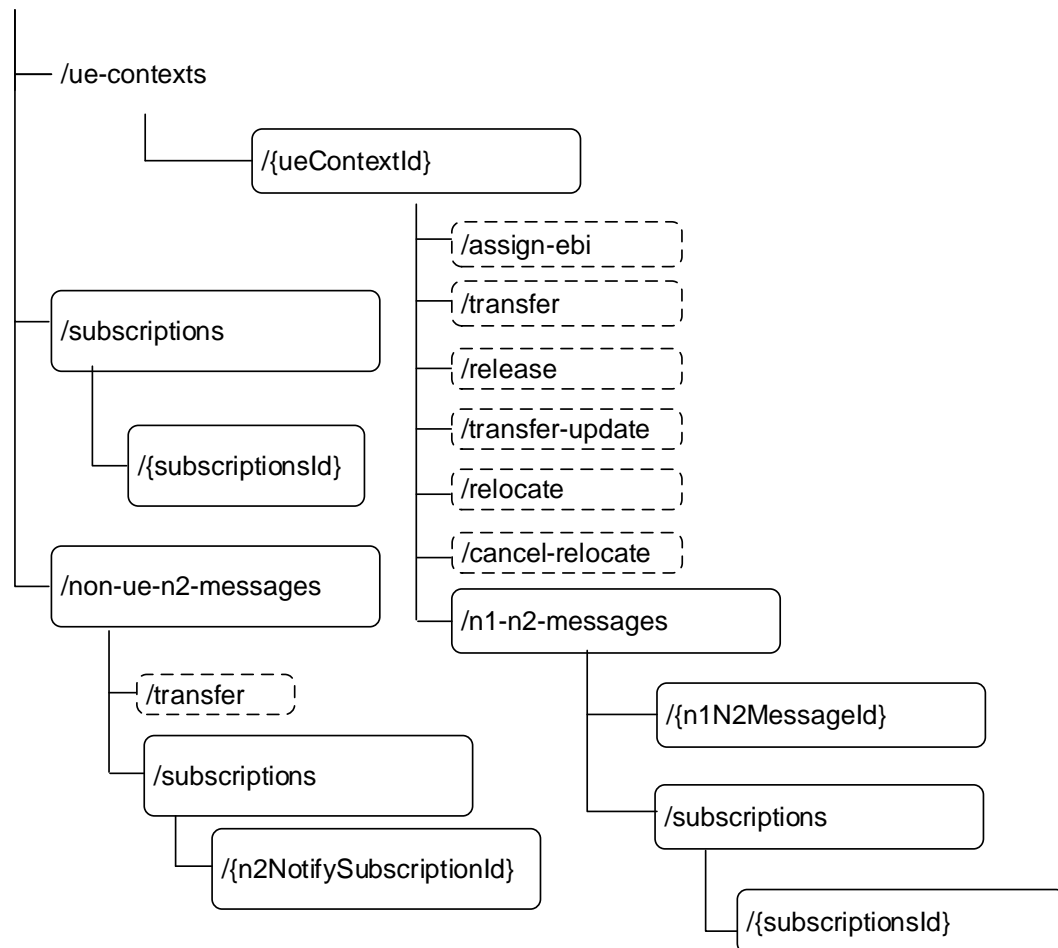 /ue-contexts
/{ueContextId}
/assign-ebi
/transfer
/release
/transfer-update
/relocate
/cancel-relocate
/n1-n2-messages
/{n1N2MessageId}
/subscriptions
/{subscriptionsId}
/subscriptions
/{subscriptionsId}
/non-ue-n2-messages
/transfer
/subscriptions
/{n2NotifySubscriptionId}